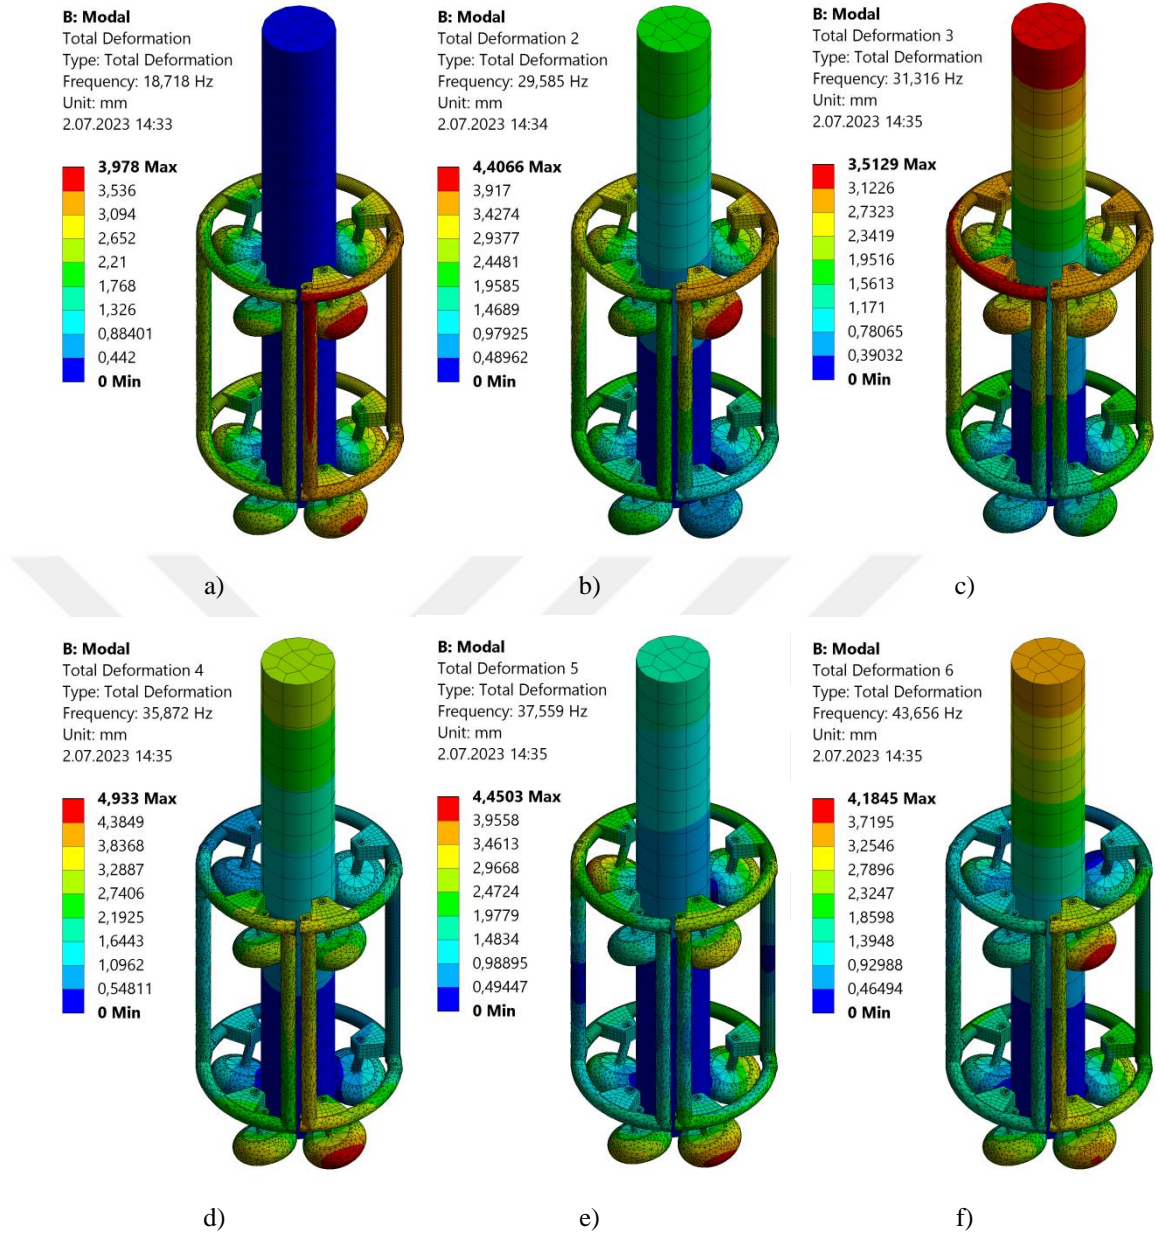 B: Modal
Total Deformation
Type: Total Deformation
Frequency: 18,718 Hz
Unit: mm
2.07.2023 14:33
3,978 Max
3,536
3,094
2,652
2,21
1,768
1,326
0,88401
0,442
0 Min
a)
B: Modal
Total Deformation 2
Type: Total Deformation
Frequency: 29,585 Hz
Unit: mm
2.07.2023 14:34
4,4066 Max
3,917
3,4274
2,9377
2,4481
1,9585
1,4689
0,97925
0,48962
0 Min
b)
B: Modal
Total Deformation 3
Type: Total Deformation
Frequency: 31,316 Hz
Unit: mm
2.07.2023 14:35
3,5129 Max
3,1226
2,7323
2,3419
1,9516
1,5613
1,171
0,78065
0,39032
0 Min
c)
B: Modal
Total Deformation 4
Type: Total Deformation
Frequency: 35,872 Hz
Unit: mm
2.07.2023 14:35
4,933 Max
4,3849
3,8368
3,2887
2,7406
2,1925
1,6443
1,0962
0,54811
0 Min
d)
B: Modal
Total Deformation 5
Type: Total Deformation
Frequency: 37,559 Hz
Unit: mm
2.07.2023 14:35
4,4503 Max
3,9558
3,4613
2,9668
2,4724
1,9779
1,4834
0,98895
0,49447
0 Min
e)
B: Modal
Total Deformation 6
Type: Total Deformation
Frequency: 43,656 Hz
Unit: mm
2.07.2023 14:35
4,1845 Max
3,7195
3,2546
2,7896
2,3247
1,8598
1,3948
0,92988
0,46494
0 Min
f)